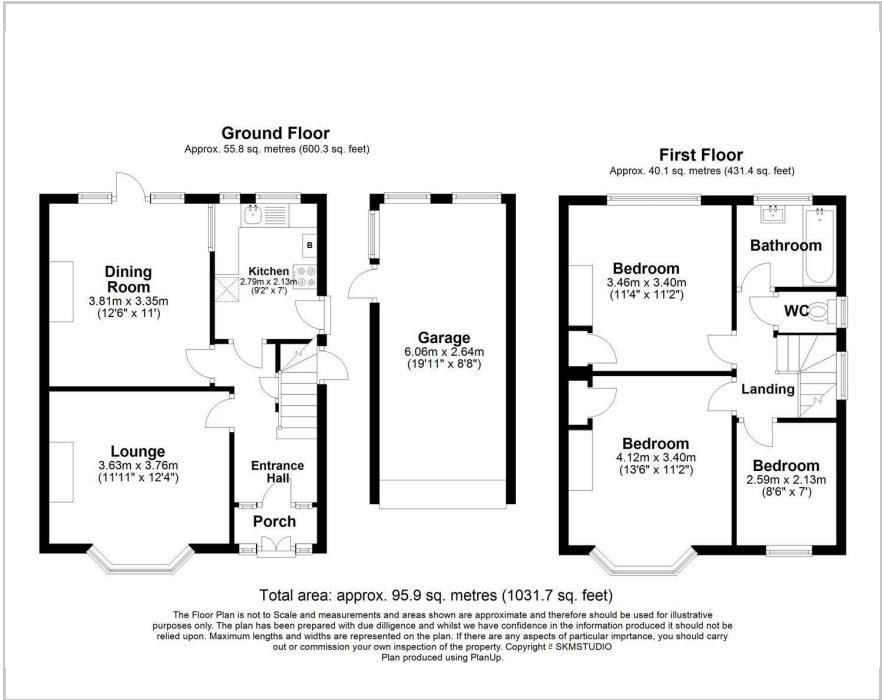 Ground Floor
Approx. 55.8 sq. metres (600.3 sq. feet)
First Floor
Approx. 40.1 sq. metres (431.4 sq. feet)
Dining
Room
3.81m x 3.35m
(12'6" x 11')
Kitchen
2.79m x 2.13m
(9'2" x 7')
B
Lounge
3.63m x 3.76m
(11'11" x 12'4")
Entrance
Hall
Porch
Garage
6.06m x 2.64m
(19'11" x 8'8")
Bedroom
3.46m x 3.40m
(11'4" x 11'2")
Bathroom
WC
Landing
Bedroom
4.12m x 3.40m
(13'6" x 11'2")
Bedroom
2.59m x 2.13m
(8'6" x 7')
Total area: approx. 95.9 sq. metres (1031.7 sq. feet)
The Floor Plan is not to Scale and measurements and areas shown are approximate and therefore should be used for illustrative
purposes only. The plan has been prepared with due dilligence and whilst we have confidence in the information produced it should not be
relied upon. Maximum lengths and widths are represented on the plan. If there are any aspects of particular imprtance, you should carry
out or commission your own inspection of the property. Copyright SKMSTUDIO
Plan produced using PlanUp.